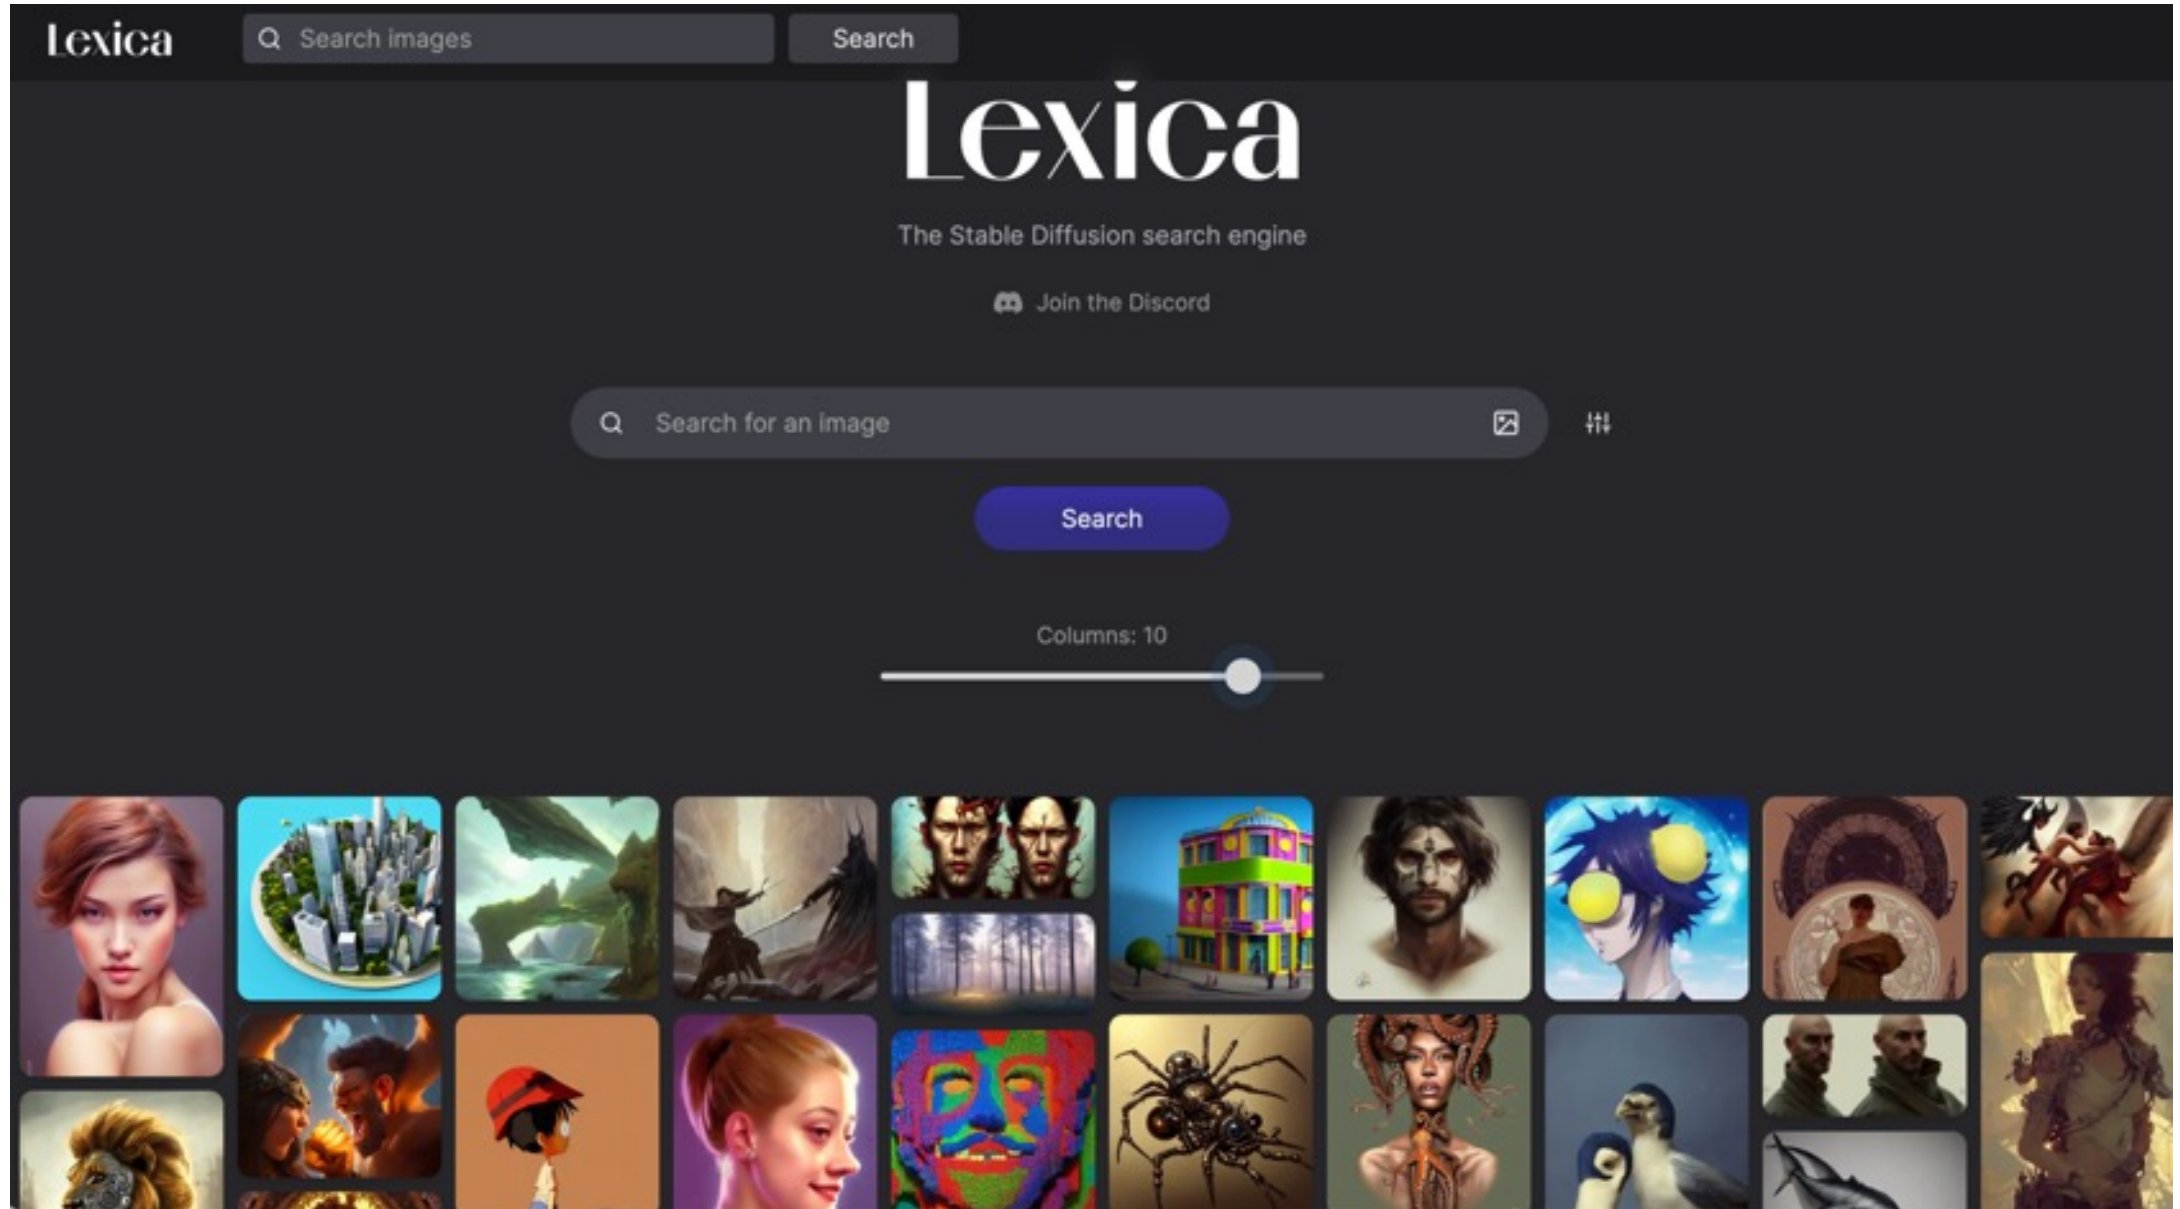 Lexica
Search images
Search
Lexica
The Stable Diffusion search engine
Join the Discord
Search for an image
Search
Columns: 10